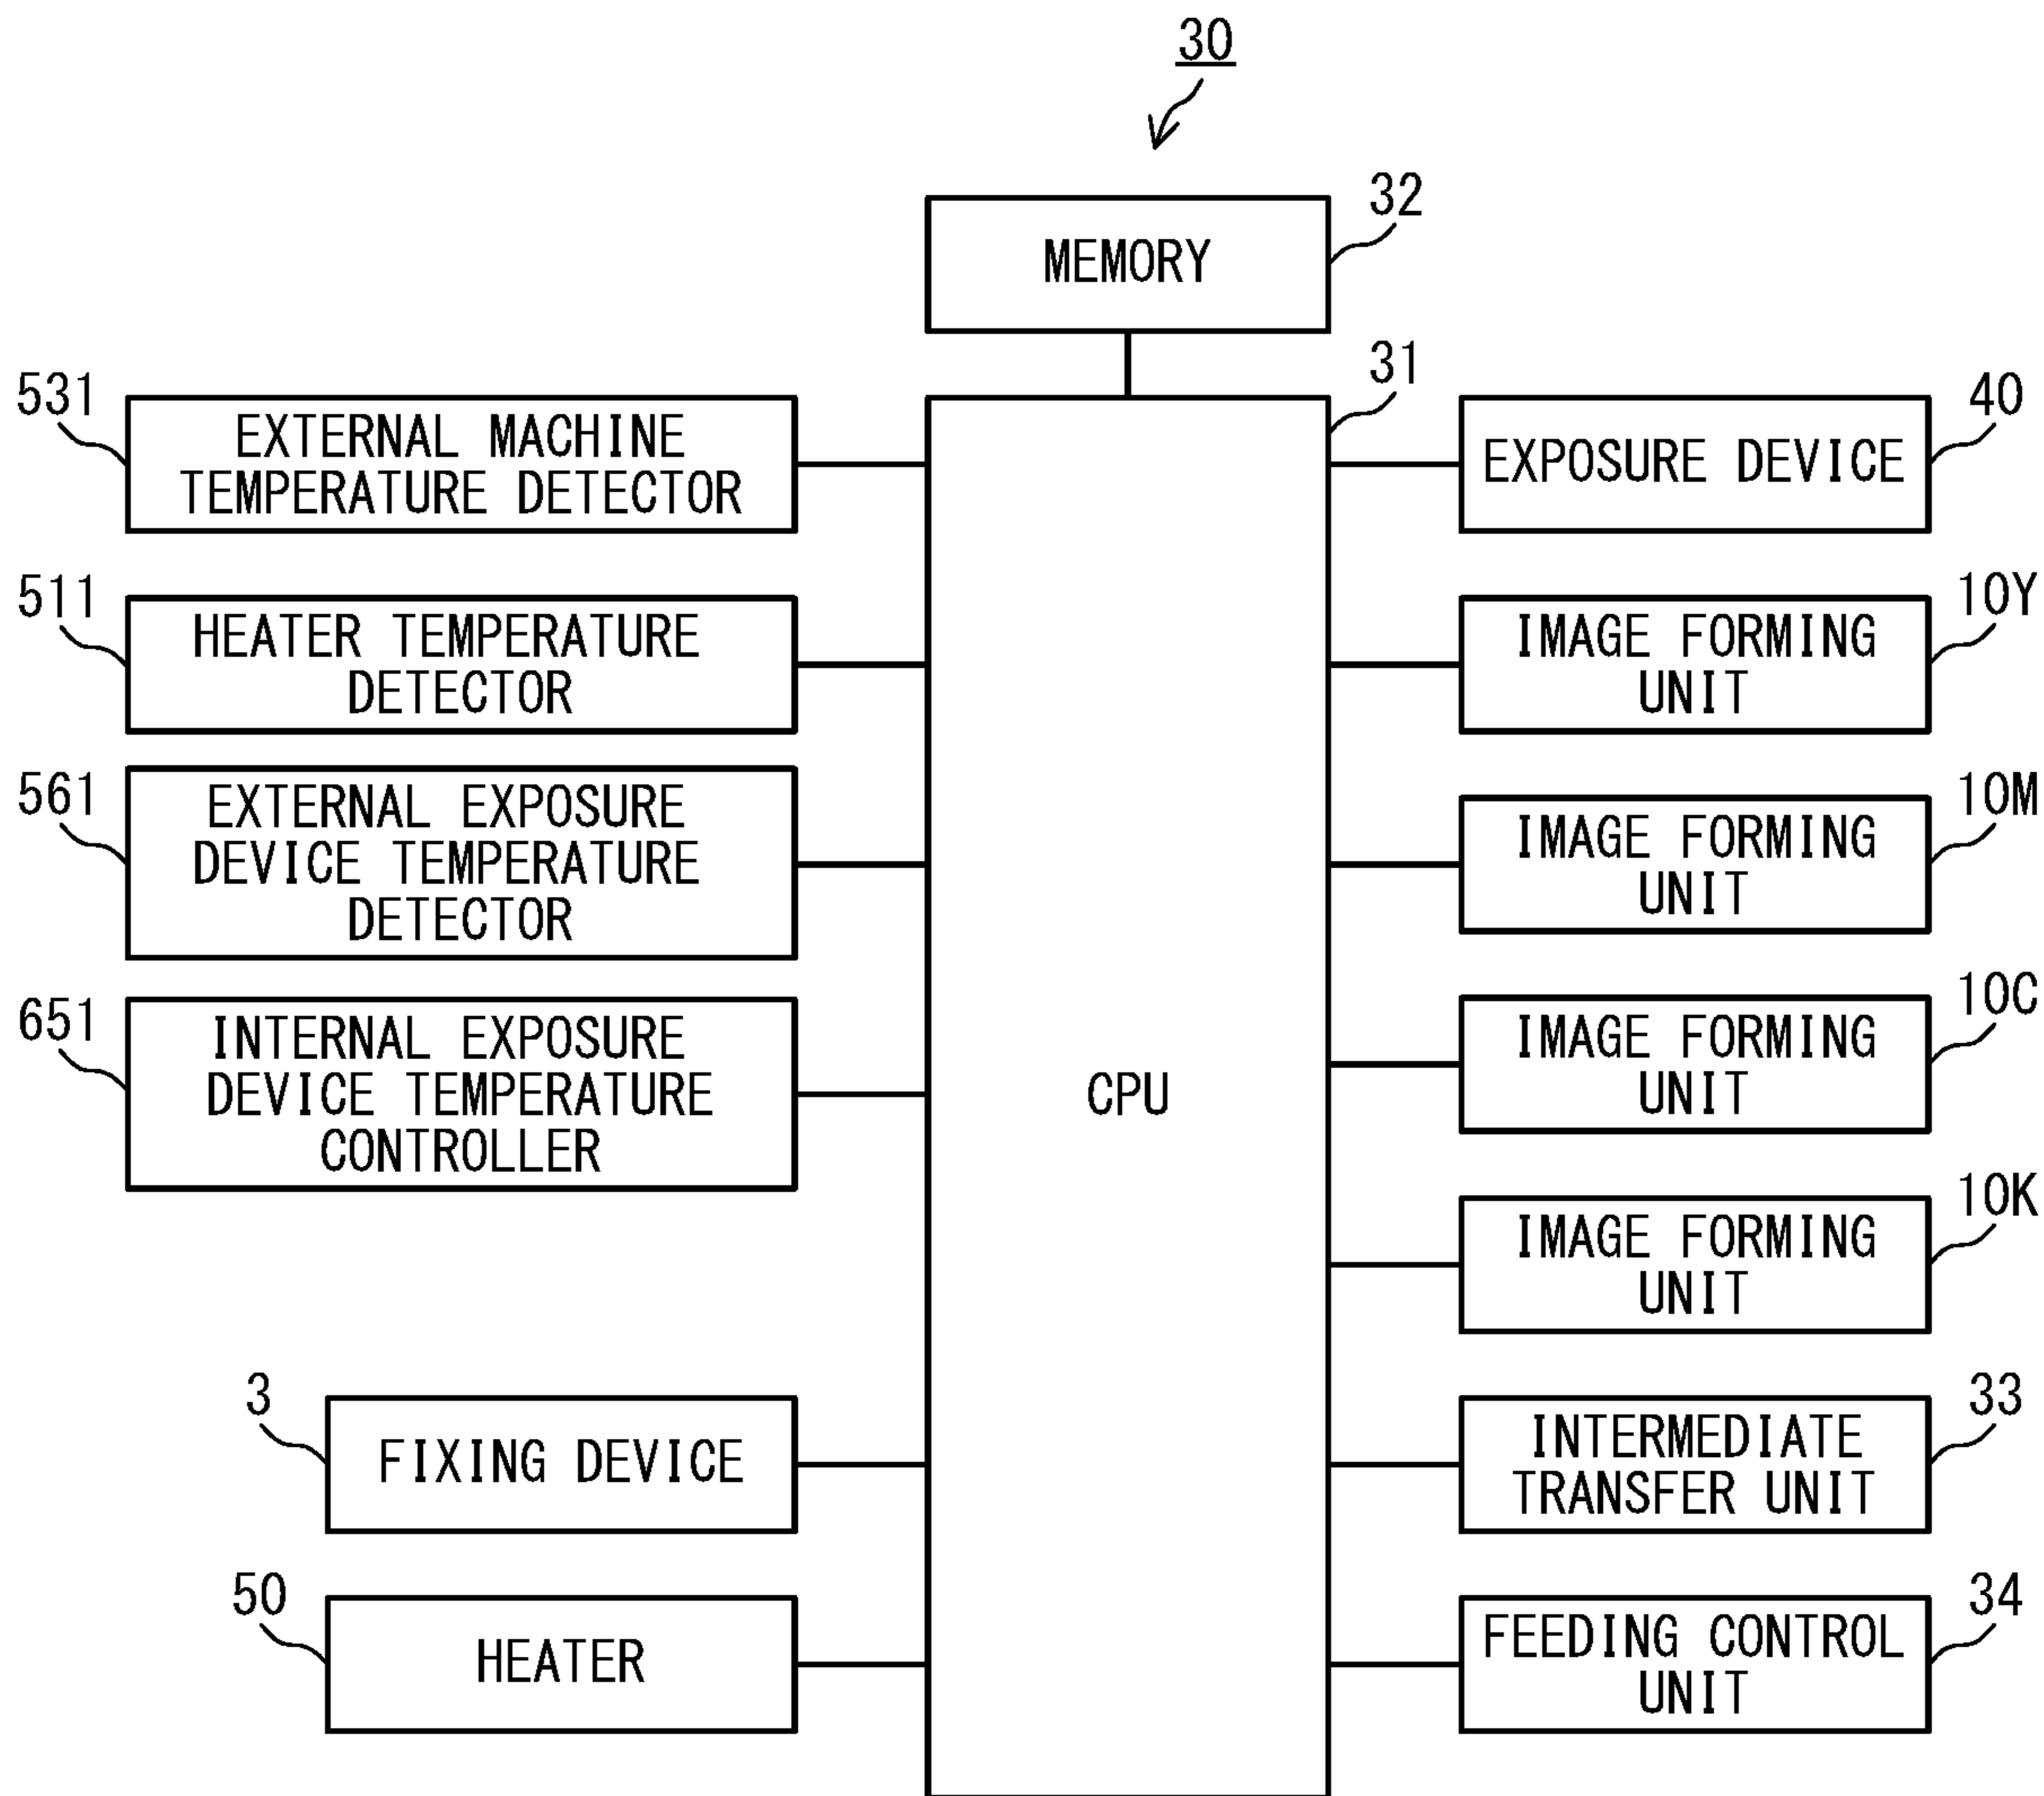 30
32
MEMORY
31
531
EXTERNAL MACHINE
TEMPERATURE DETECTOR
40
EXPOSURE DEVICE
511
HEATER TEMPERATURE
DETECTOR
10Y
IMAGE FORMING
UNIT
561
EXTERNAL EXPOSURE
DEVICE TEMPERATURE
DETECTOR
10M
IMAGE FORMING
UNIT
651
INTERNAL EXPOSURE
DEVICE TEMPERATURE
CONTROLLER
CPU
10C
IMAGE FORMING
UNIT
10K
IMAGE FORMING
UNIT
3
FIXING DEVICE
33
INTERMEDIATE
TRANSFER UNIT
50
HEATER
34
FEEDING CONTROL
UNIT